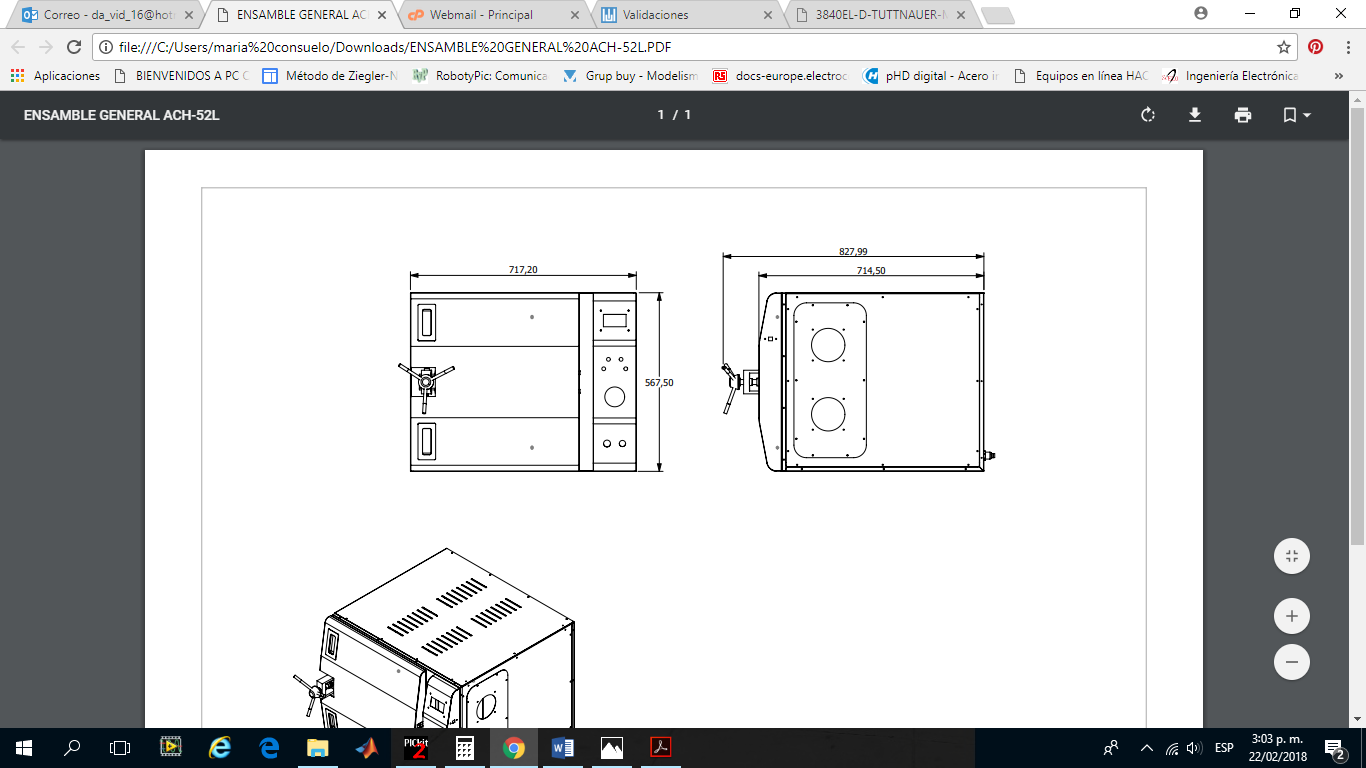 Correo - da_vid_16@hot
ENSAMBLE GENERAL AC
Webmail - Principal
Validaciones
3840EL-D-TUTTNAUER-
file:///C:/Users/maria%20consuelo/Downloads/ENSAMBLE%20GENERAL%20ACH-52L.PDF
Aplicaciones
BIENVENIDOS A PC C
Método de Ziegler-N
RobotyPic: Comunica
Grup buy - Modelism
docs-europe.electroc
pHD digital - Acero in
Equipos en línea HAC
Ingeniería Electrónica
»
ENSAMBLE GENERAL ACH-52L
1 / 1
827,99
717,20
714,50
567,50
PICkit
2
ESP
3:03 p. m.
22/02/2018
2